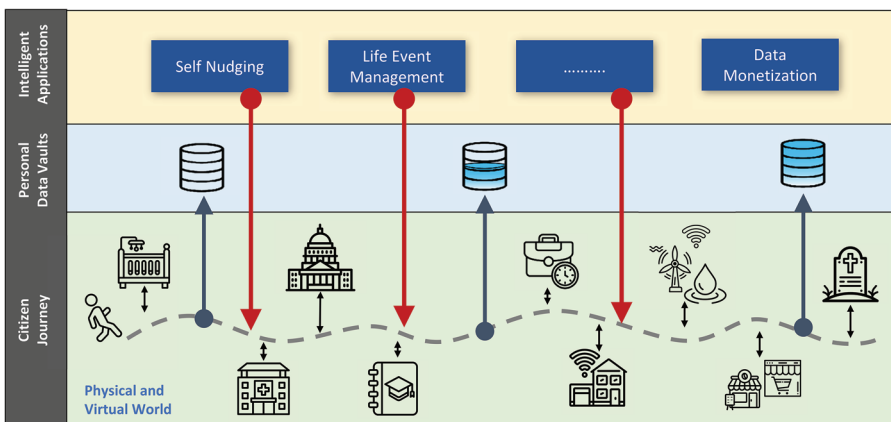 Intelligent
Applications
Self Nudging
Life Event
Management
..........
Data
Monetization
Personal
Data Vaults
Citizen
Journey
Physical and
Virtual World